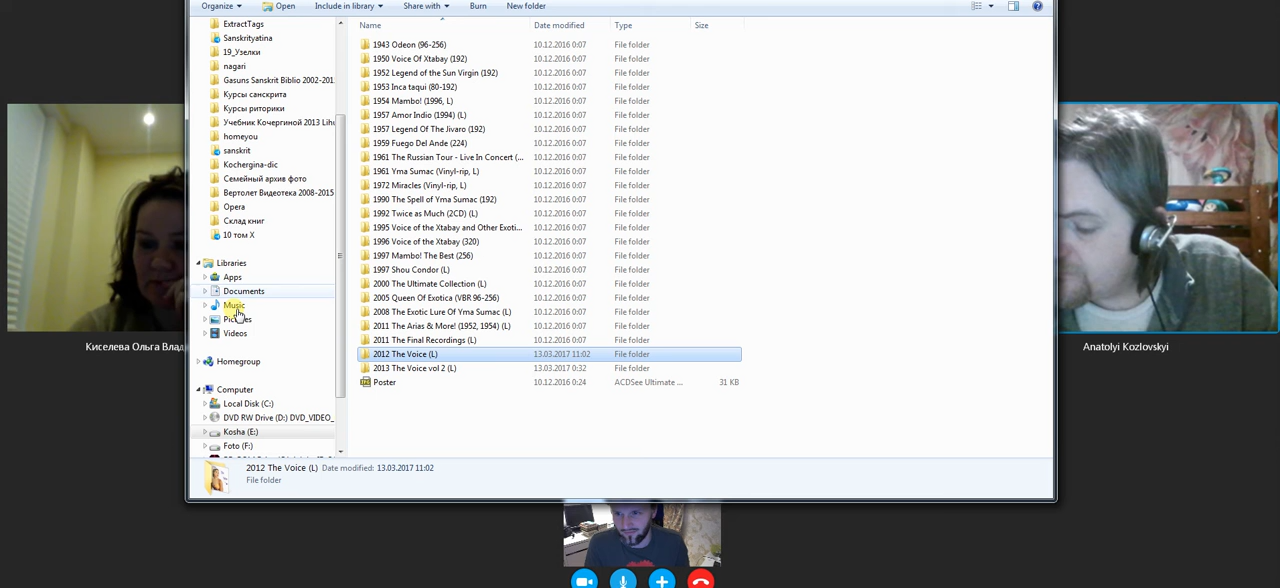 Organize Open Include in library Share with Burn New folder
Name Date modified Type Size
ExtractTags
Sanskrityatina
19_Узелки
nagari
Gasuns Sanskrit Biblio 2002-201
Курсы санскрита
Курсы риторики
Учебник Кочергиной 2013 Lihu
homeyou
sanskrit
Kochergina-dic
Семейный архив фото
Вертолет Видеотека 2008-2015
Opera
Склад книг
10 том X
Libraries
Apps
Documents
Music
Pictures
Videos
Homegroup
Computer
Local Disk (C:)
DVD RW Drive (D:) DVD_VIDEO_
Kosha (E:)
Foto (F:)
1943 Odeon (96-256) 10.12.2016 0:07 File folder
1950 Voice Of Xtabay (192) 10.12.2016 0:07 File folder
1952 Legend of the Sun Virgin (192) 10.12.2016 0:07 File folder
1953 Inca taqui (80-192) 10.12.2016 0:07 File folder
1954 Mambo! (1996, L) 10.12.2016 0:07 File folder
1957 Amor Indio (1994) (L) 10.12.2016 0:07 File folder
1957 Legend Of The Jivaro (192) 10.12.2016 0:07 File folder
1959 Fuego Del Ande (224) 10.12.2016 0:07 File folder
1961 The Russian Tour - Live In Concert (... 10.12.2016 0:07 File folder
1961 Yma Sumac (Vinyl-rip, L) 10.12.2016 0:07 File folder
1972 Miracles (Vinyl-rip, L) 10.12.2016 0:07 File folder
1990 The Spell of Yma Sumac (192) 10.12.2016 0:07 File folder
1992 Twice as Much (2CD) (L) 10.12.2016 0:07 File folder
1995 Voice of the Xtabay and Other Exoti... 10.12.2016 0:07 File folder
1996 Voice of the Xtabay (320) 10.12.2016 0:07 File folder
1997 Mambo! The Best (256) 10.12.2016 0:07 File folder
1997 Shou Condor (L) 10.12.2016 0:07 File folder
2000 The Ultimate Collection (L) 10.12.2016 0:07 File folder
2005 Queen Of Exotica (VBR 96-256) 10.12.2016 0:07 File folder
2008 The Exotic Lure Of Yma Sumac (L) 10.12.2016 0:07 File folder
2011 The Arias & More! (1952, 1954) (L) 10.12.2016 0:07 File folder
2011 The Final Recordings (L) 10.12.2016 0:07 File folder
2012 The Voice (L) 13.03.2017 11:02 File folder
2013 The Voice vol 2 (L) 13.03.2017 0:32 File folder
Poster 10.12.2016 0:24 ACDSee Ultimate ... 31 KB
2012 The Voice (L) Date modified: 13.03.2017 11:02
File folder
Киселева Ольга Влад
Anatolyi Kozlovskyi